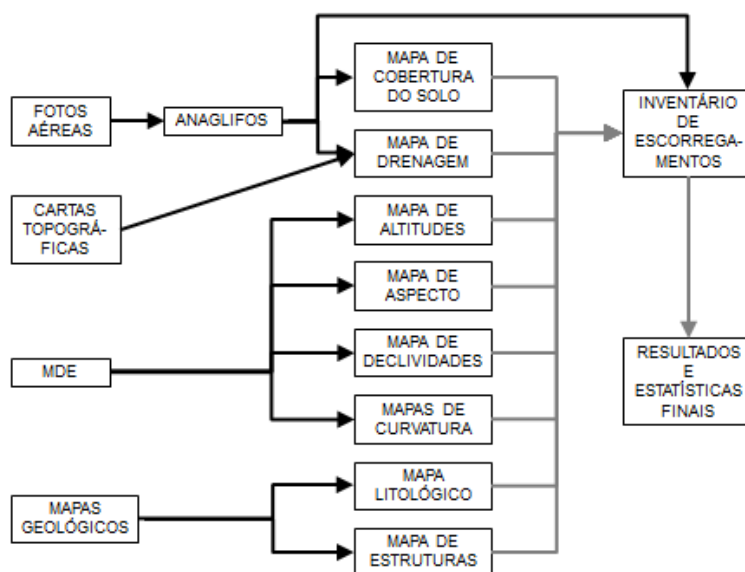 FOTOS
AÉREAS
ANAGLIFOS
CARTAS
TOPOGRÁ-
FICAS
MDE
MAPAS
GEOLÓGICOS
MAPA DE
COBERTURA
DO SOLO
MAPA DE
DRENAGEM
MAPA DE
ALTITUDES
MAPA DE
ASPECTO
MAPA DE
DECLIVIDADES
MAPAS DE
CURVATURA
MAPA
LITOLÓGICO
MAPA DE
ESTRUTURAS
INVENTÁRIO
DE
ESCORREGA-
MENTOS
RESULTADOS
E
ESTATÍSTICAS
FINAIS